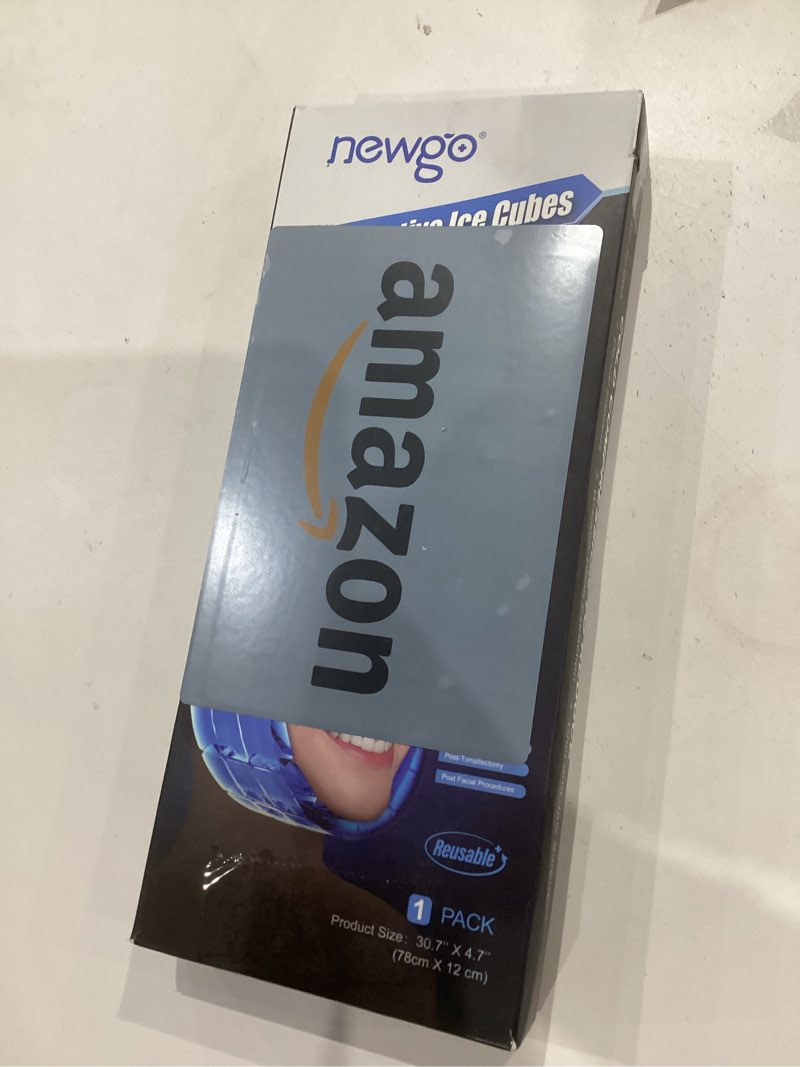 newgo®
Ice Cubes
amazon
Post-Tonsillectomy
Post Facial Procedures
Reusable
1 PACK
Product Size: 30.7" X 4.7"
(78cm X 12 cm)